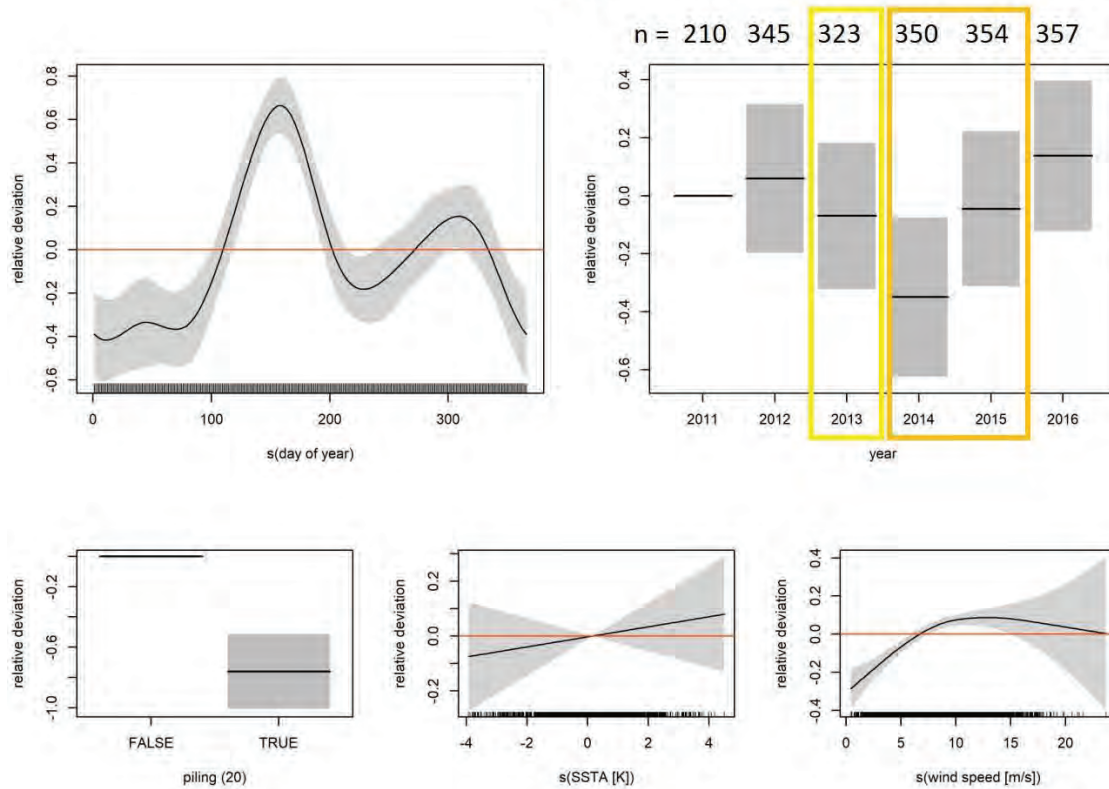 n = 210 345 323 350 354 357
relative deviation
0.8
0.6
0.4
0.2
0.0
-0.2
-0.4
-0.6
0 100 200 300
s(day of year)
relative deviation
0.4
0.2
0.0
-0.2
-0.4
-0.6
2011 2012 2013 2014 2015 2016
year
relative deviation
-0.2
-0.6
-1.0
FALSE TRUE
piling (20)
relative deviation
0.2
0.0
-0.2
-4 -2 0 2 4
s(SSTA [K])
relative deviation
0.4
0.2
0.0
-0.2
-0.4
0 5 10 15 20
s(wind speed [m/s])